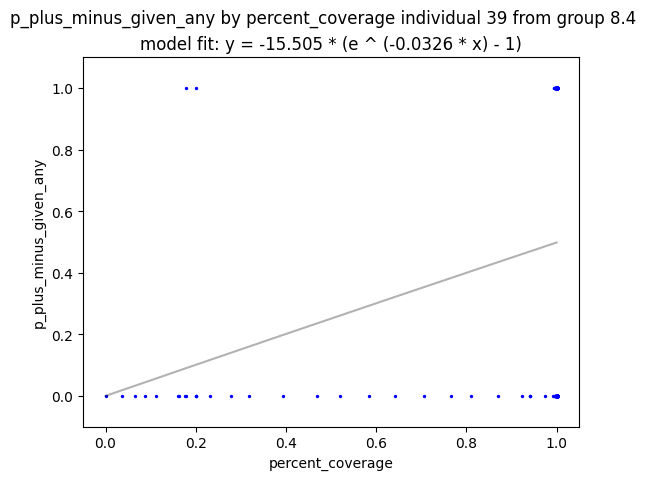 p_plus_minus_given_any by percent_coverage individual 39 from group 8.4
model fit: y = -15.505 * (e ^ (-0.0326 * x) - 1)
1.0
0.8
0.6
0.4
0.2
0.0
p_plus_minus_given_any
0.0 0.2 0.4 0.6 0.8 1.0
percent_coverage